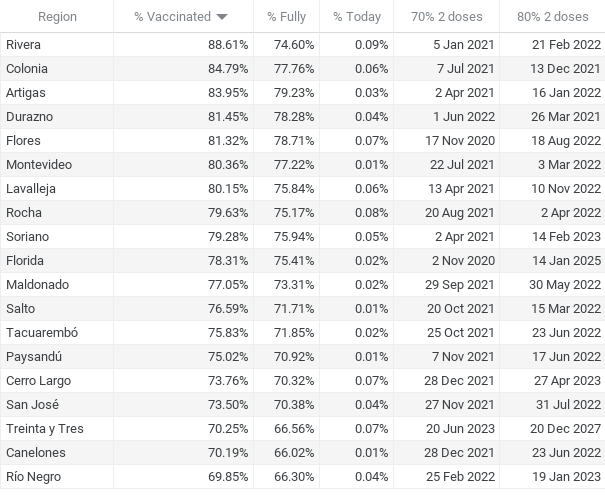 Region % Vaccinated % Fully % Today 70% 2 doses 80% 2 doses
Rivera 88.61% 74.60% 0.09% 5 Jan 2021 21 Feb 2022
Colonia 84.79% 77.76% 0.06% 7 Jul 2021 13 Dec 2021
Artigas 83.95% 79.23% 0.03% 2 Apr 2021 16 Jan 2022
Durazno 81.45% 78.28% 0.04% 1 Jun 2022 26 Mar 2021
Flores 81.32% 78.71% 0.07% 17 Nov 2020 18 Aug 2022
Montevideo 80.36% 77.22% 0.01% 22 Jul 2021 3 Mar 2022
Lavalleja 80.15% 75.84% 0.06% 13 Apr 2021 10 Nov 2022
Rocha 79.63% 75.17% 0.08% 20 Aug 2021 2 Apr 2022
Soriano 79.28% 75.94% 0.05% 2 Apr 2021 14 Feb 2023
Florida 78.31% 75.41% 0.02% 2 Nov 2020 14 Jan 2025
Maldonado 77.05% 73.31% 0.02% 29 Sep 2021 30 May 2022
Salto 76.59% 71.71% 0.01% 20 Oct 2021 15 Mar 2022
Tacuarembó 75.83% 71.85% 0.02% 25 Oct 2021 23 Jun 2022
Paysandú 75.02% 70.92% 0.01% 7 Nov 2021 17 Jun 2022
Cerro Largo 73.76% 70.32% 0.07% 28 Dec 2021 27 Apr 2023
San José 73.50% 70.38% 0.04% 27 Nov 2021 31 Jul 2022
Treinta y Tres 70.25% 66.56% 0.07% 20 Jun 2023 20 Dec 2027
Canelones 70.19% 66.02% 0.01% 28 Dec 2021 23 Jun 2022
Río Negro 69.85% 66.30% 0.04% 25 Feb 2022 19 Jan 2023